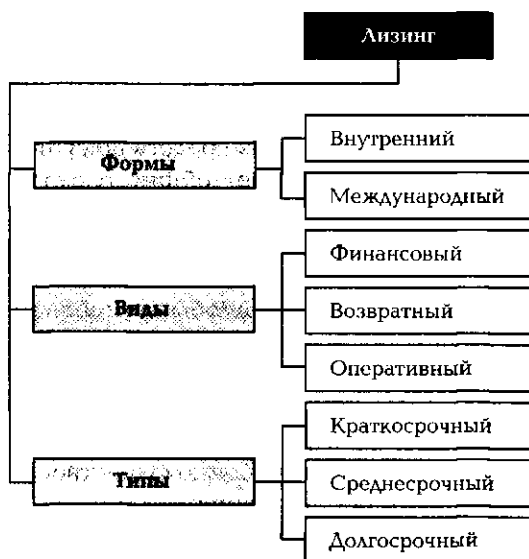 Лизинг
Формы
Внутренний
Международный
Виды
Финансовый
Возвратный
Оперативный
Типы
Краткосрочный
Среднесрочный
Долгосрочный